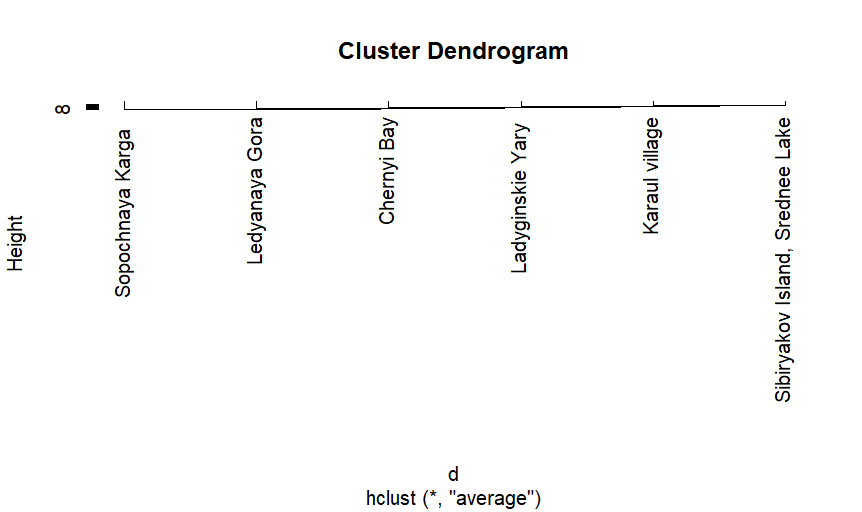 Cluster Dendrogram
8
Height
Sopochnaya Karga
Ledyanaya Gora
Chernyi Bay
Ladyginskie Yary
Karaul village
Sibiryakov Island, Srednee Lake
d
hclust (*, "average")